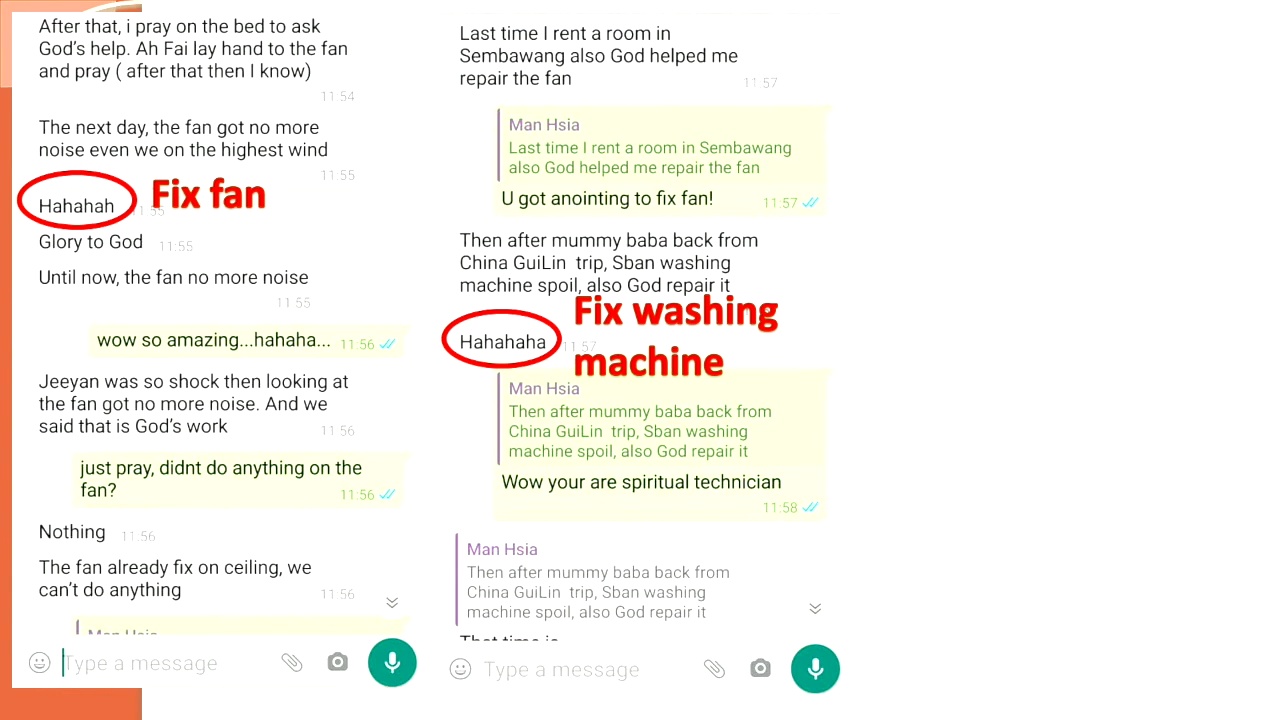 After that, i pray on the bed to ask
God's help. Ah Fai lay hand to the fan
and pray ( after that then I know)
11:54
The next day, the fan got no more
noise even we on the highest wind
11:55
Hahahah
11:55
Fix fan
Glory to God
11:55
Until now, the fan no more noise
11:55
wow so amazing...hahaha...
11:56
Jeeyan was so shock then looking at
the fan got no more noise. And we
said that is God's work
11:56
just pray, didnt do anything on the
fan?
11:56
Nothing
11:56
The fan already fix on ceiling, we
can't do anything
11:56
Man Hsia
Type a message
Last time I rent a room in
Sembawang also God helped me
repair the fan
11:57
Man Hsia
Last time I rent a room in Sembawang
also God helped me repair the fan
U got anointing to fix fan!
11:57
Then after mummy baba back from
China GuiLin trip, Sban washing
machine spoil, also God repair it
Hahahaha
11:57
Fix washing
machine
Man Hsia
Then after mummy baba back from
China GuiLin trip, Sban washing
machine spoil, also God repair it
Wow your are spiritual technician
11:58
Man Hsia
Then after mummy baba back from
China GuiLin trip, Sban washing
machine spoil, also God repair it
That time is
Type a message